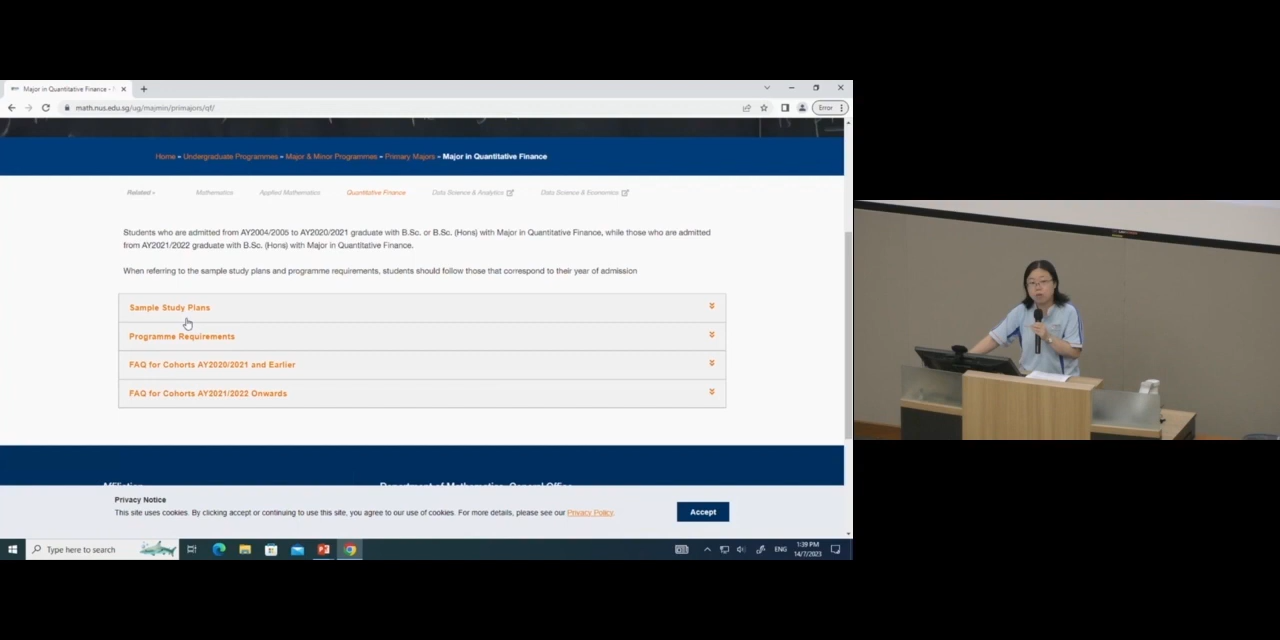 Major in Quantitative Finance -
math.nus.edu.sg/ug/majmin/primajors/qf/
Error
Home » Undergraduate Programmes » Major & Minor Programmes » Primary Majors » Major in Quantitative Finance
Related » Mathematics Applied Mathematics Quantitative Finance Data Science & Analytics Data Science & Economics
Students who are admitted from AY2004/2005 to AY2020/2021 graduate with B.Sc. or B.Sc. (Hons) with Major in Quantitative Finance, while those who are admitted
from AY2021/2022 graduate with B.Sc. (Hons) with Major in Quantitative Finance.
When referring to the sample study plans and programme requirements, students should follow those that correspond to their year of admission
Sample Study Plans
Programme Requirements
FAQ for Cohorts AY2020/2021 and Earlier
FAQ for Cohorts AY2021/2022 Onwards
Affiliation Department of Mathematics, General Office
Privacy Notice
This site uses cookies. By clicking accept or continuing to use this site, you agree to our use of cookies. For more details, please see our Privacy Policy.
Accept
Type here to search
ENG
1:39 PM
14/7/2023